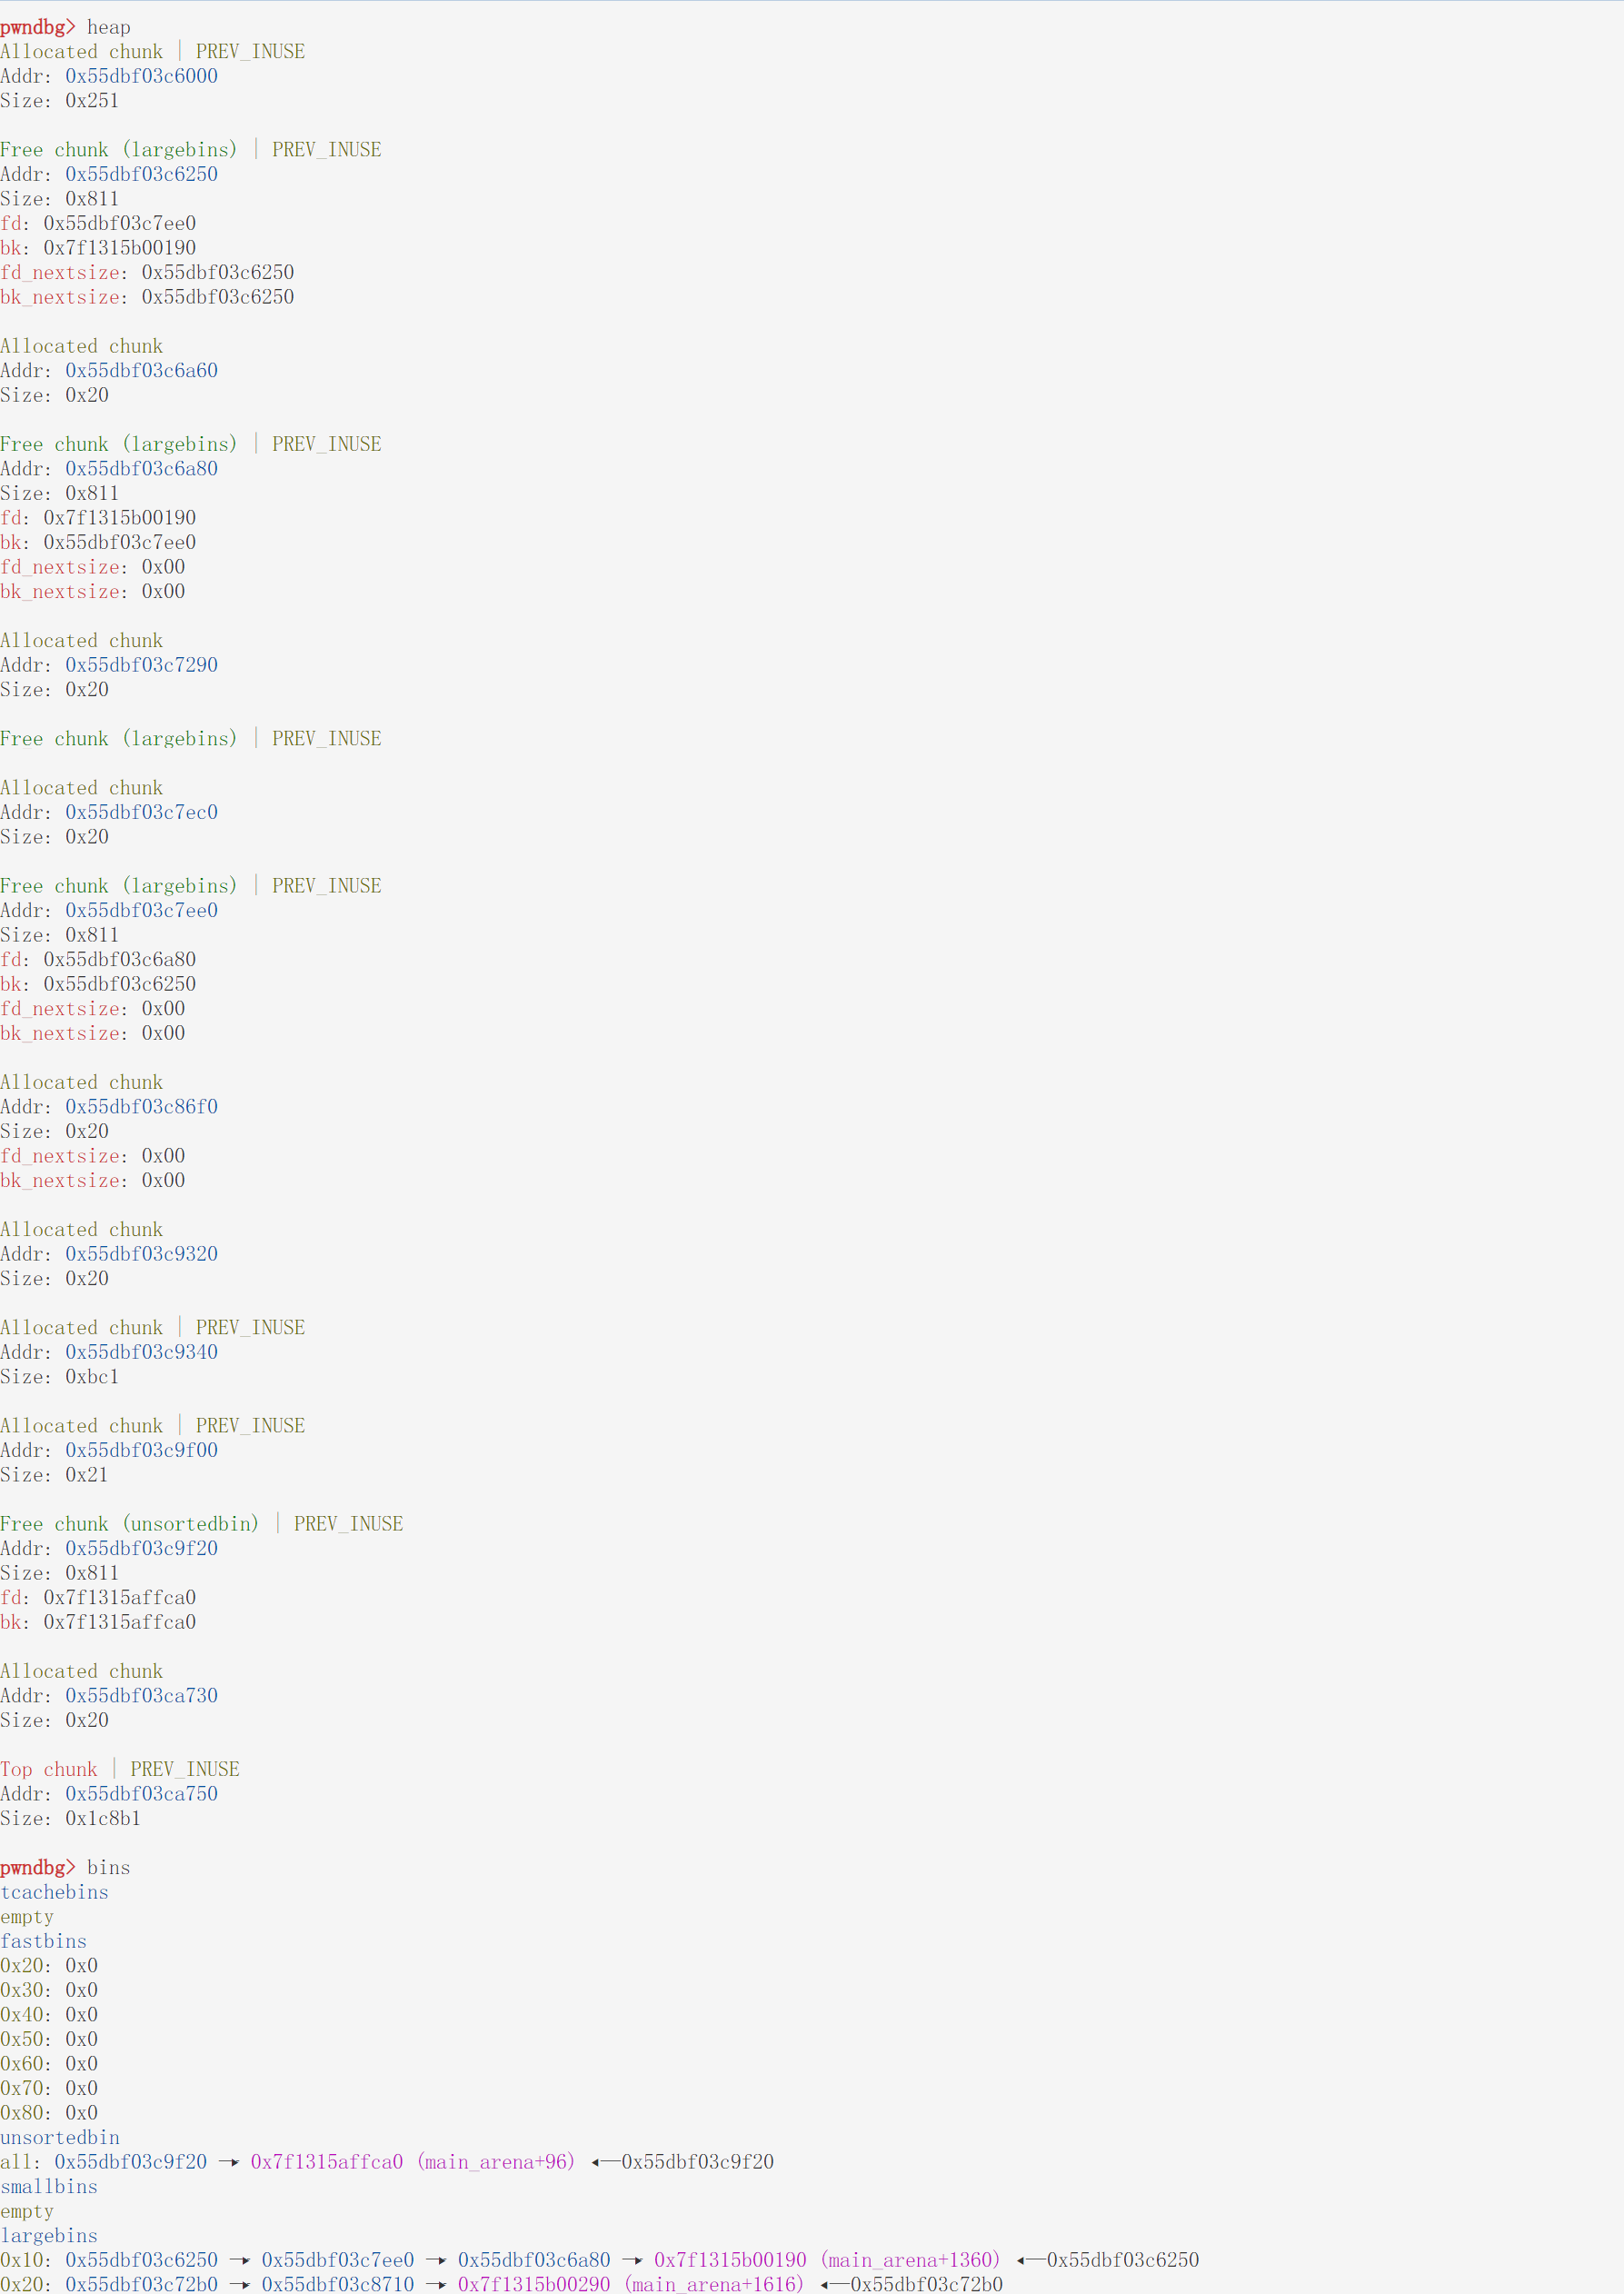 pwndbg> heap
Allocated chunk | PREV_INUSE
Addr: 0x55dbf03c6000
Size: 0x251
Free chunk (largebins) | PREV_INUSE
Addr: 0x55dbf03c6250
Size: 0x811
fd: 0x55dbf03c7ee0
bk: 0x7f1315b00190
fd_nextsize: 0x55dbf03c6250
bk_nextsize: 0x55dbf03c6250
Allocated chunk
Addr: 0x55dbf03c6a60
Size: 0x20
Free chunk (largebins) | PREV_INUSE
Addr: 0x55dbf03c6a80
Size: 0x811
fd: 0x7f1315b00190
bk: 0x55dbf03c7ee0
fd_nextsize: 0x00
bk_nextsize: 0x00
Allocated chunk
Addr: 0x55dbf03c7290
Size: 0x20
Free chunk (largebins) | PREV_INUSE
Allocated chunk
Addr: 0x55dbf03c7ec0
Size: 0x20
Free chunk (largebins) | PREV_INUSE
Addr: 0x55dbf03c7ee0
Size: 0x811
fd: 0x55dbf03c6a80
bk: 0x55dbf03c6250
fd_nextsize: 0x00
bk_nextsize: 0x00
Allocated chunk
Addr: 0x55dbf03c86f0
Size: 0x20
fd_nextsize: 0x00
bk_nextsize: 0x00
Allocated chunk
Addr: 0x55dbf03c9320
Size: 0x20
Allocated chunk | PREV_INUSE
Addr: 0x55dbf03c9340
Size: 0xbc1
Allocated chunk | PREV_INUSE
Addr: 0x55dbf03c9f00
Size: 0x21
Free chunk (unsortedbin) | PREV_INUSE
Addr: 0x55dbf03c9f20
Size: 0x811
fd: 0x7f1315affca0
bk: 0x7f1315affca0
Allocated chunk
Addr: 0x55dbf03ca730
Size: 0x20
Top chunk | PREV_INUSE
Addr: 0x55dbf03ca750
Size: 0x1c8b1
pwndbg> bins
tcachebins
empty
fastbins
0x20: 0x0
0x30: 0x0
0x40: 0x0
0x50: 0x0
0x60: 0x0
0x70: 0x0
0x80: 0x0
unsortedbin
all: 0x55dbf03c9f20 —▸ 0x7f1315affca0 (main_arena+96) ◂—0x55dbf03c9f20
smallbins
empty
largebins
0x10: 0x55dbf03c6250 —▸ 0x55dbf03c7ee0 —▸ 0x55dbf03c6a80 —▸ 0x7f1315b00190 (main_arena+1360) ◂—0x55dbf03c6250
0x20: 0x55dbf03c72b0 —▸ 0x55dbf03c8710 —▸ 0x7f1315b00290 (main_arena+1616) ◂—0x55dbf03c72b0